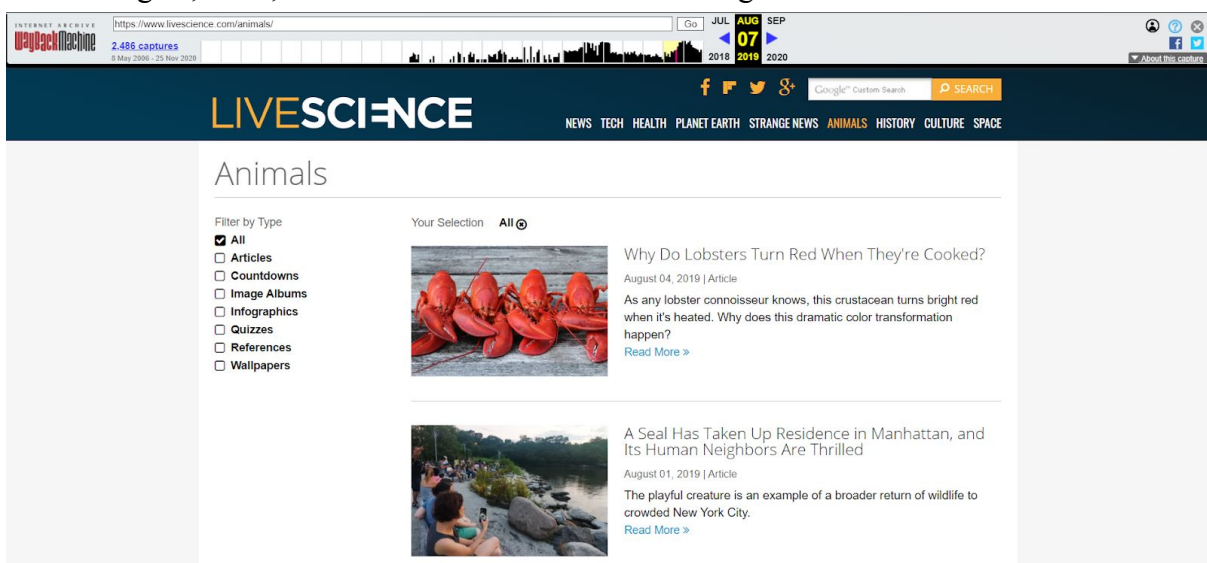 INTERNET ARCHIVE
WayBackMachine
https://www.livescience.com/animals/
Go
JUL AUG SEP
07
2018 2019 2020
2,486 captures
8 May 2006 - 25 Nov 2020
About this capture
LIVESCIENCE
Google™ Custom Search
SEARCH
NEWS TECH HEALTH PLANET EARTH STRANGE NEWS ANIMALS HISTORY CULTURE SPACE
Animals
Filter by Type
All
Articles
Countdowns
Image Albums
Infographics
Quizzes
References
Wallpapers
Your Selection All
Why Do Lobsters Turn Red When They're Cooked?
August 04, 2019 | Article
As any lobster connoisseur knows, this crustacean turns bright red
when it's heated. Why does this dramatic color transformation
happen?
Read More »
A Seal Has Taken Up Residence in Manhattan, and
Its Human Neighbors Are Thrilled
August 01, 2019 | Article
The playful creature is an example of a broader return of wildlife to
crowded New York City.
Read More »